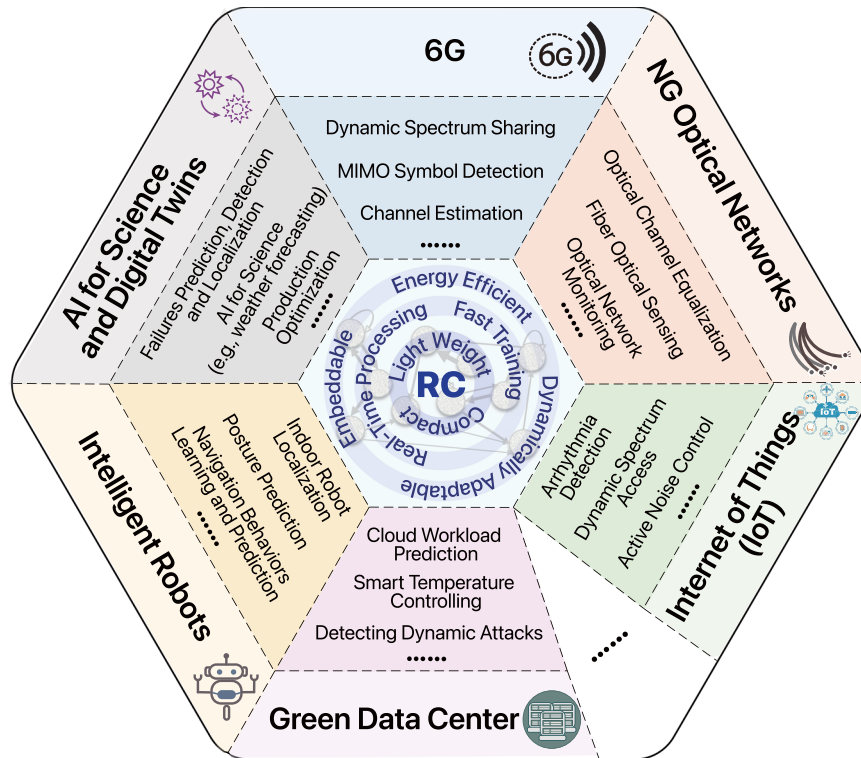 6G
6G
Dynamic Spectrum Sharing
MIMO Symbol Detection
Channel Estimation
......
NG Optical Networks
Optical Channel Equalization
Fiber Optical Sensing
Optical Network
Monitoring
......
Internet of Things
(IoT)
IoT
Arrhythmia
Detection
Dynamic Spectrum
Access
Active Noise Control
......
......
Green Data Center
Cloud Workload
Prediction
Smart Temperature
Controlling
Detecting Dynamic Attacks
......
Intelligent Robots
Indoor Robot
Localization
Posture Prediction
Navigation Behaviors
Learning and Prediction
......
AI for Science
and Digital Twins
Failures Prediction, Detection
and Localization
AI for Science
(e.g., weather forecasting)
Production
Optimization
......
Energy Efficient
Embeddable
Dynamically Adaptable
Real-Time Processing
Fast Training
Light Weight
Compact
RC